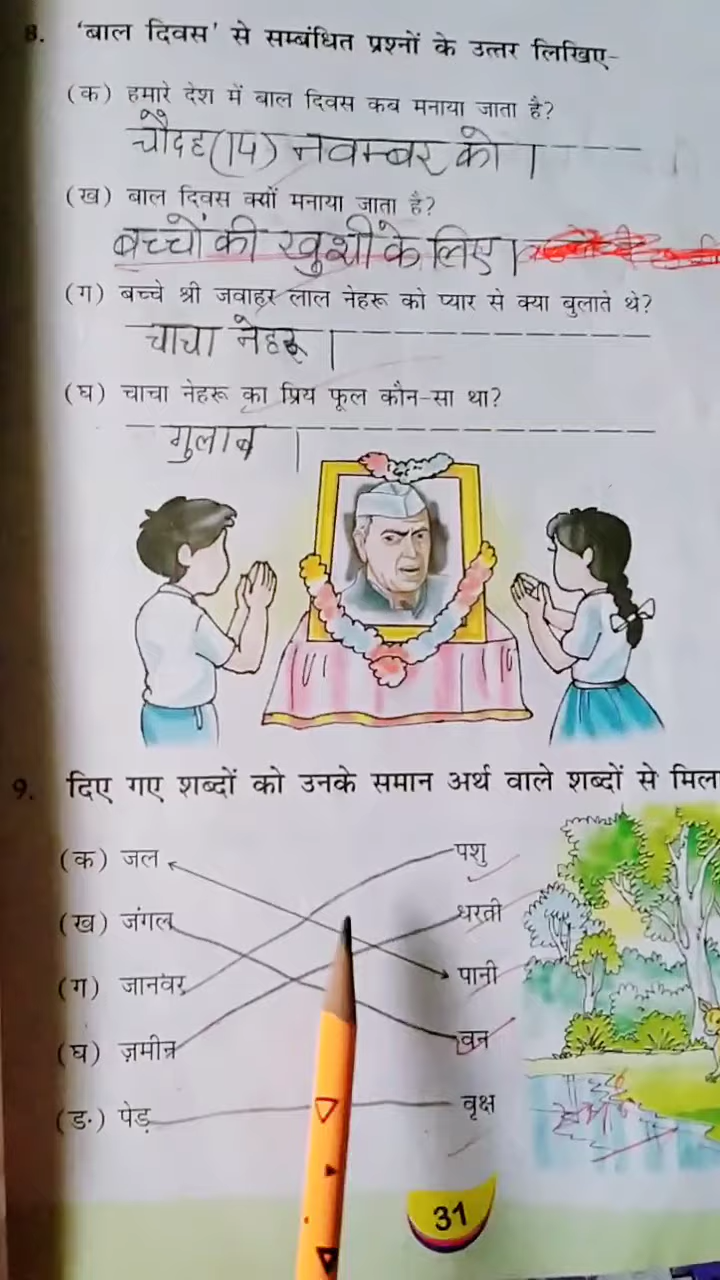 8. 'बाल दिवस' से सम्बंधित प्रश्नों के उत्तर लिखिए-
(क) हमारे देश में बाल दिवस कब मनाया जाता है?
चौदह (14) नवम्बर को।
(ख) बाल दिवस क्यों मनाया जाता है?
बच्चों की खुशी के लिए।
(ग) बच्चे श्री जवाहर लाल नेहरू को प्यार से क्या बुलाते थे?
चाचा नेहरू।
(घ) चाचा नेहरू का प्रिय फूल कौन-सा था?
गुलाब।
9. दिए गए शब्दों को उनके समान अर्थ वाले शब्दों से मिल
(क) जल पशु
(ख) जंगल धरती
(ग) जानवर पानी
(घ) ज़मीन वन
(ङ) पेड़ वृक्ष
31